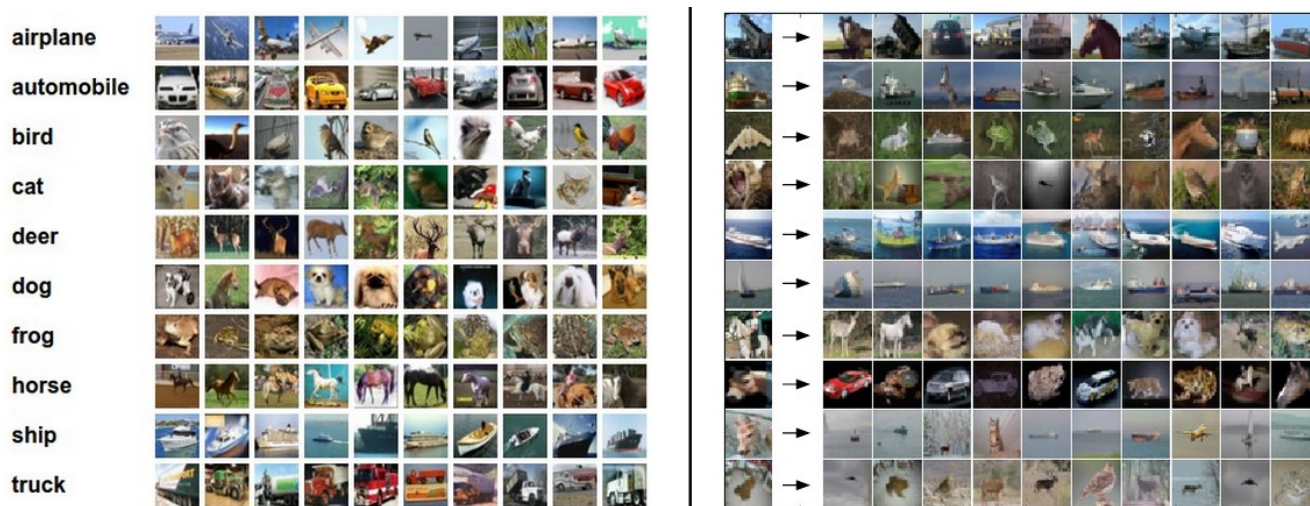 airplane
automobile
bird
cat
deer
dog
frog
horse
ship
truck